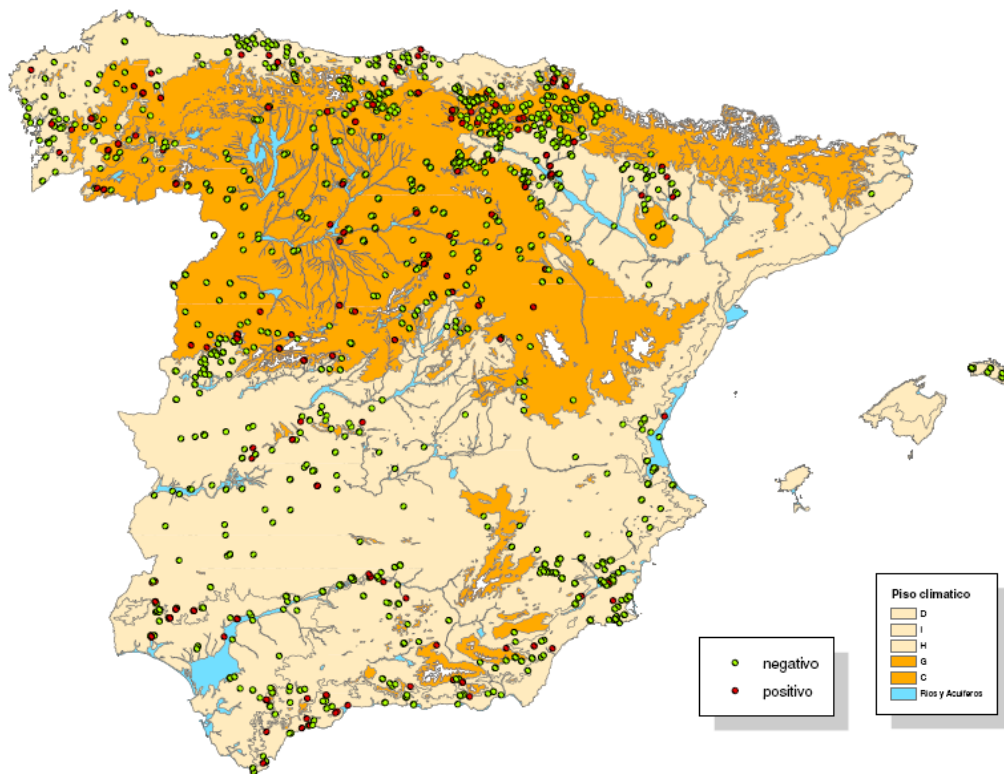 negativo
positivo
Piso climatico
D
I
H
G
C
Rios y Acuiferos